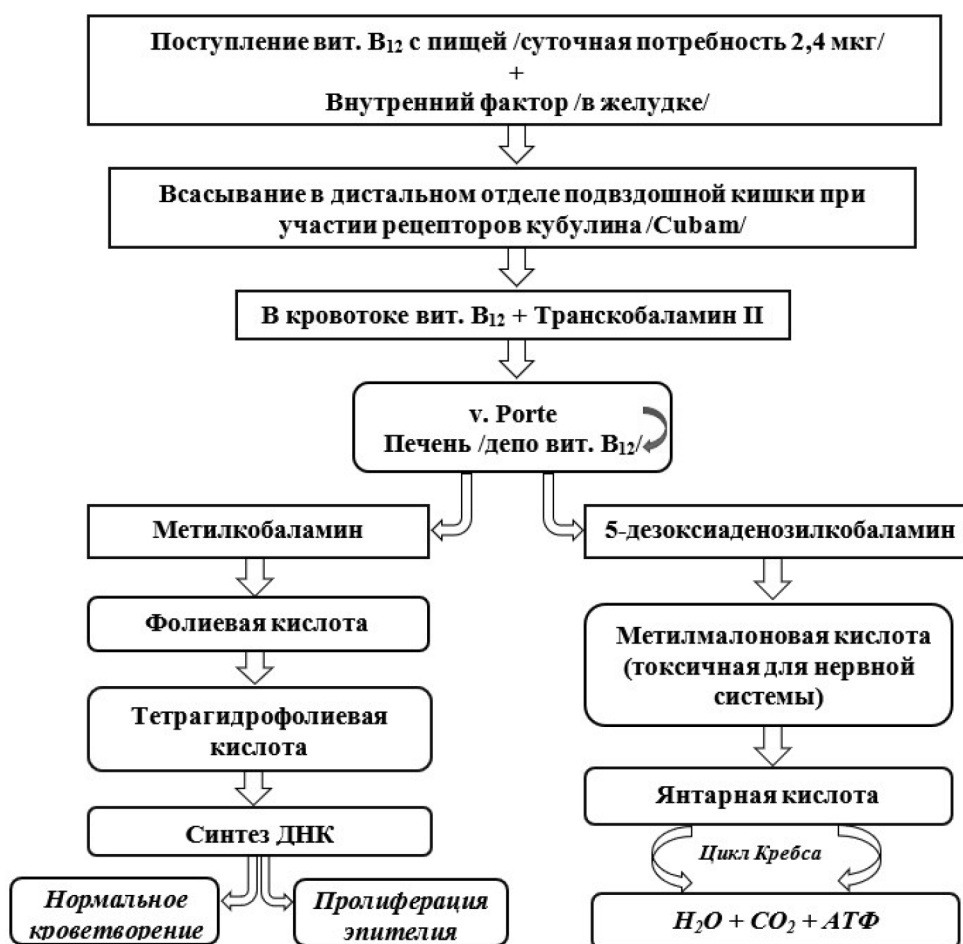 Поступление вит. B₁₂ с пищей /суточная потребность 2,4 мкг/
+
Внутренний фактор /в желудке/
Всасывание в дистальном отделе подвздошной кишки при
участии рецепторов кубулина /Cubam/
В кровотоке вит. B₁₂ + Транскобаламин II
v. Porte
Печень /депо вит. B₁₂/
Метилкобаламин
Фолиевая кислота
Тетрагидрофолиевая
кислота
Синтез ДНК
Нормальное
кроветворение
Пролиферация
эпителия
5-дезоксиаденозилкобаламин
Метилмалоновая кислота
(токсичная для нервной
системы)
Янтарная кислота
Цикл Кребса
H₂O + CO₂ + АТФ